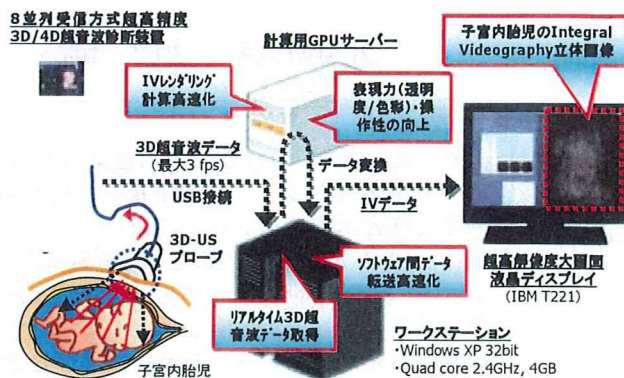 8並列受信方式超高精度
3D/4D超音波診断装置
計算用GPUサーバー
子宮内胎児のIntegral
Videography立体画像
IVレンダリング
計算高速化
表現力(透明
度/色彩)・操
作性の向上
3D超音波データ
(最大3 fps)
USB接続
データ変換
IVデータ
3D-US
プローブ
ソフトウェア間データ
転送高速化
超高解像度大画面
液晶ディスプレイ
(IBM T221)
リアルタイム3D超
音波データ取得
子宮内胎児
ワークステーション
・Windows XP 32bit
・Quad core 2.4GHz, 4GB